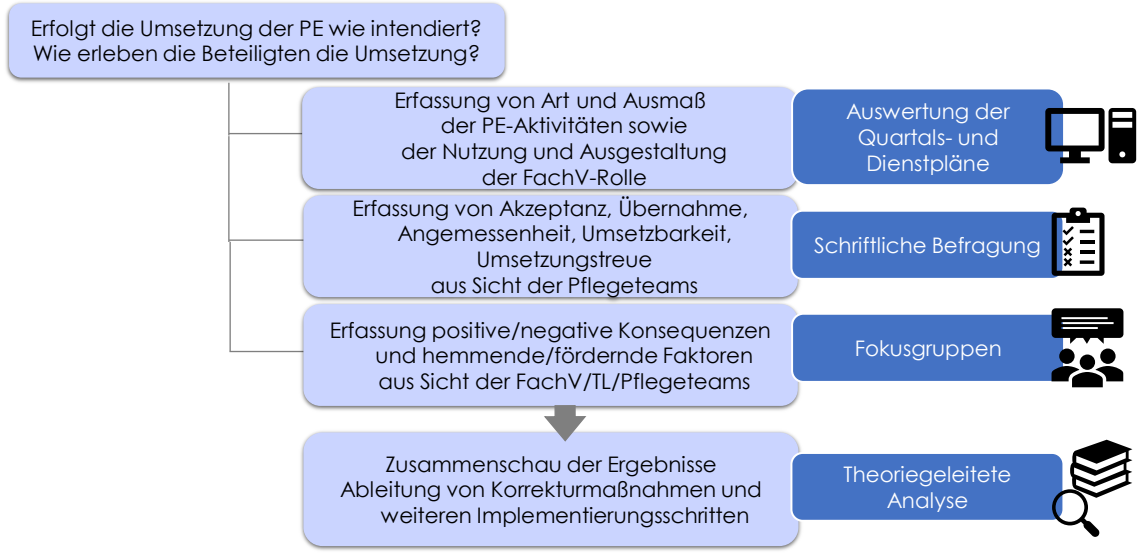 Erfolgt die Umsetzung der PE wie intendiert?
Wie erleben die Beteiligten die Umsetzung?
Erfassung von Art und Ausmaß
der PE-Aktivitäten sowie
der Nutzung und Ausgestaltung
der FachV-Rolle
Auswertung der
Quartals- und
Dienstpläne
Erfassung von Akzeptanz, Übernahme,
Angemessenheit, Umsetzbarkeit,
Umsetzungstreue
aus Sicht der Pflegeteams
Schriftliche Befragung
Erfassung positive/negative Konsequenzen
und hemmende/fördernde Faktoren
aus Sicht der FachV/TL/Pflegeteams
Fokusgruppen
Zusammenschau der Ergebnisse
Ableitung von Korrekturmaßnahmen und
weiteren Implementierungsschritten
Theoriegeleitete
Analyse